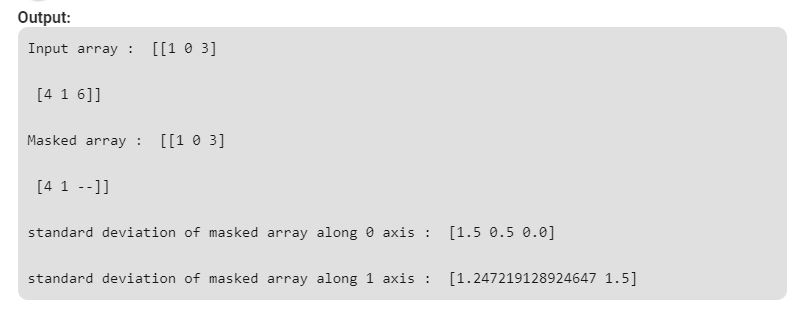 Output:
Input array :  [[1 0 3]
[4 1 6]]
Masked array :  [[1 0 3]
[4 1 --]]
standard deviation of masked array along 0 axis :  [1.5 0.5 0.0]
standard deviation of masked array along 1 axis :  [1.247219128924647 1.5]